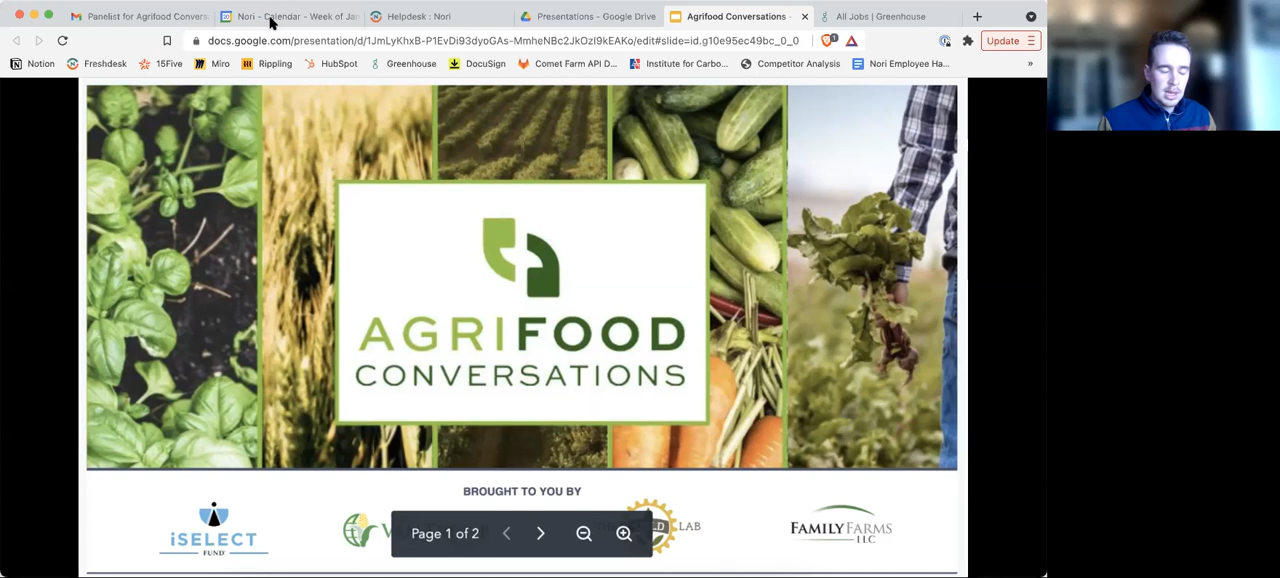 Panelist for Agrifood Convers
Nori - Calendar - Week of Jan
Helpdesk : Nori
Presentations - Google Drive
Agrifood Conversations -
All Jobs | Greenhouse
docs.google.com/presentation/d/1JmLyKhxB-P1EvDi93dyoGAs-MmheNBc2JkOzI9kEAKo/edit#slide=id.g10e95ec49bc_0_0
1
Update
Notion
Freshdesk
15Five
Miro
Rippling
HubSpot
Greenhouse
DocuSign
Comet Farm API D...
Institute for Carbo...
Competitor Analysis
Nori Employee Ha...
»
AGRIFOOD
CONVERSATIONS
BROUGHT TO YOU BY
iSELECT
FUND
LAB
FAMILY FARMS
LLC
Page 1 of 2